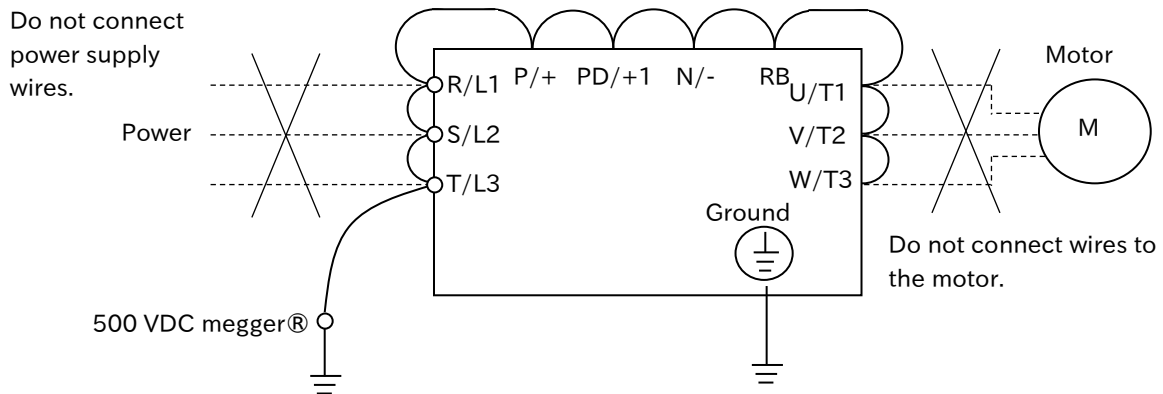 Do not connect
power supply
wires.
Power
R/L1
S/L2
T/L3
P/+ PD/+1 N/- RB
U/T1
V/T2
W/T3
Ground
Motor
M
Do not connect wires to
the motor.
500 VDC megger®